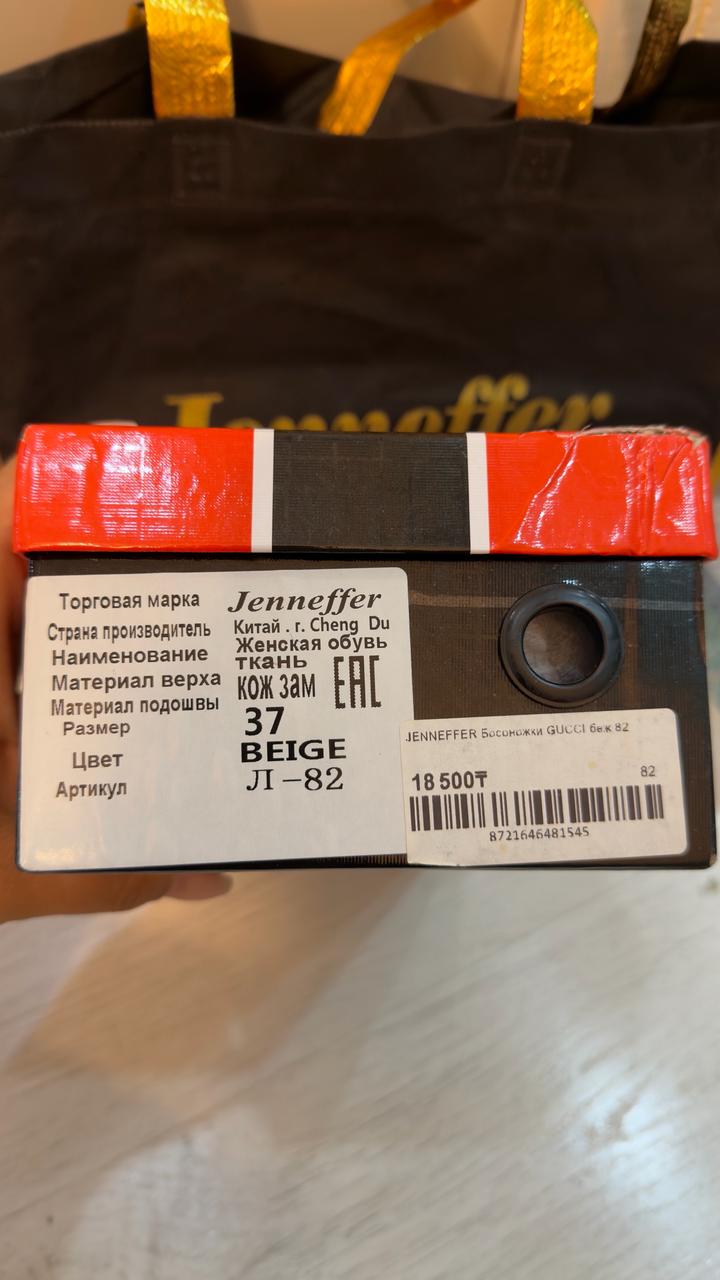 Jenneffer
Торговая марка Jenneffer
Страна производитель Китай . г. Cheng Du
Наименование Женская обувь
Материал верха ткань
Материал подошвы кож зам
EAC
Размер 37
Цвет BEIGE
Артикул Л-82
JENNEFFER Босоножки GUCCI беж 82
18 500₸ 82
8721646481545